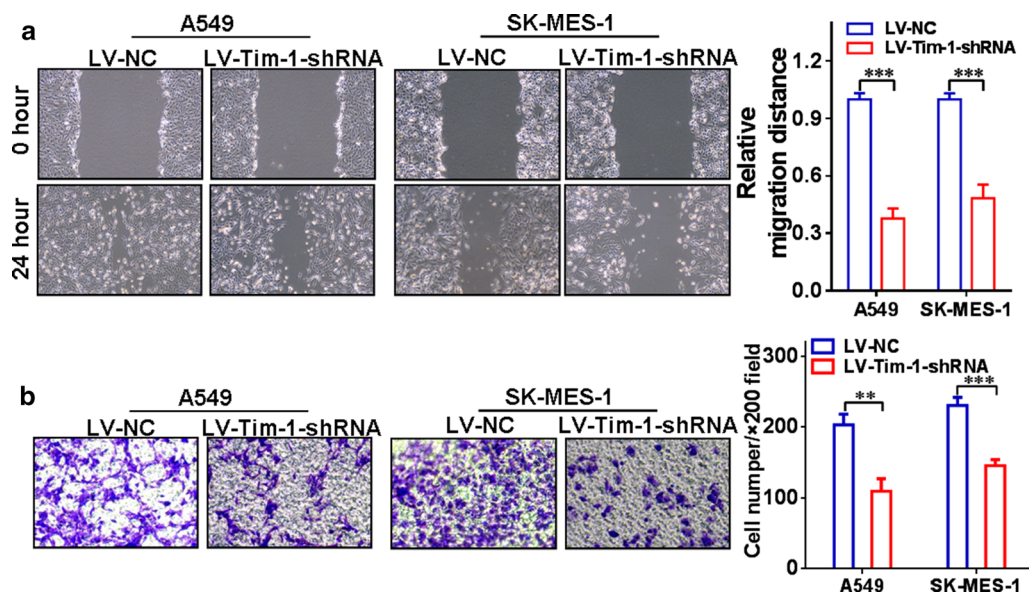 a
A549
SK-MES-1
LV-NC
LV-Tim-1-shRNA
LV-NC
LV-Tim-1-shRNA
0 hour
24 hour
LV-NC
LV-Tim-1-shRNA
Relative
migration distance
1.2
0.9
0.6
0.3
0.0
***
***
A549
SK-MES-1
b
A549
SK-MES-1
LV-NC
LV-Tim-1-shRNA
LV-NC
LV-Tim-1-shRNA
LV-NC
LV-Tim-1-shRNA
Cell number/×200 field
300
200
100
0
**
***
A549
SK-MES-1